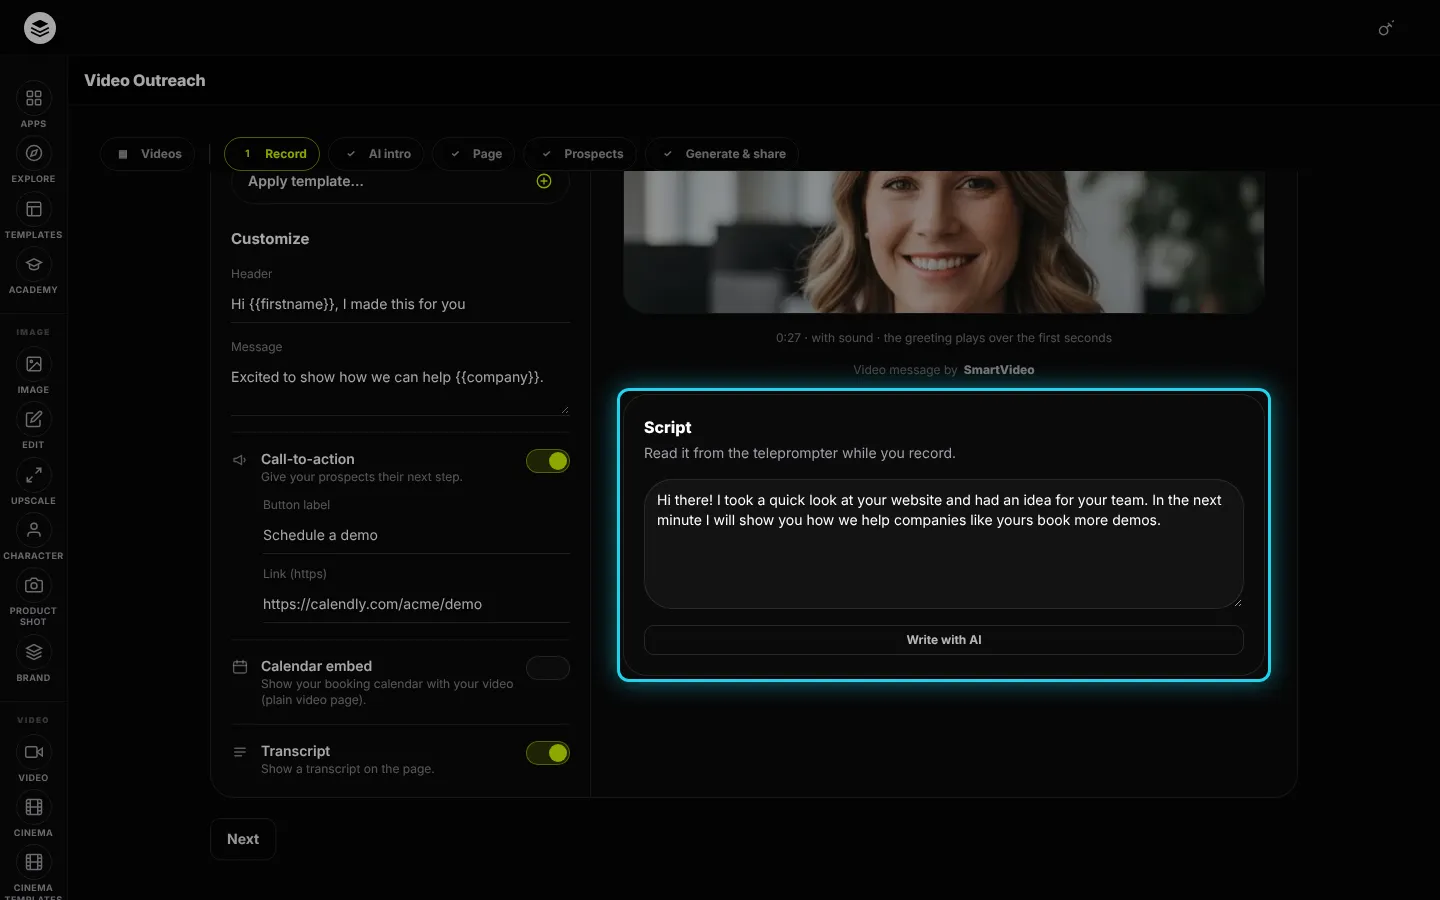 Video Outreach
APPS
EXPLORE
TEMPLATES
ACADEMY
IMAGE
IMAGE
EDIT
UPSCALE
CHARACTER
PRODUCT
SHOT
BRAND
VIDEO
VIDEO
CINEMA
CINEMA
TEMPLATES
Videos
1 Record
AI intro
Page
Prospects
Generate & share
Apply template...
Customize
Header
Hi {{firstname}}, I made this for you
Message
Excited to show how we can help {{company}}.
Call-to-action
Give your prospects their next step.
Button label
Schedule a demo
Link (https)
https://calendly.com/acme/demo
Calendar embed
Show your booking calendar with your video
(plain video page).
Transcript
Show a transcript on the page.
Next
0:27 · with sound · the greeting plays over the first seconds
Video message by SmartVideo
Script
Read it from the teleprompter while you record.
Hi there! I took a quick look at your website and had an idea for your team. In the next
minute I will show you how we help companies like yours book more demos.
Write with AI